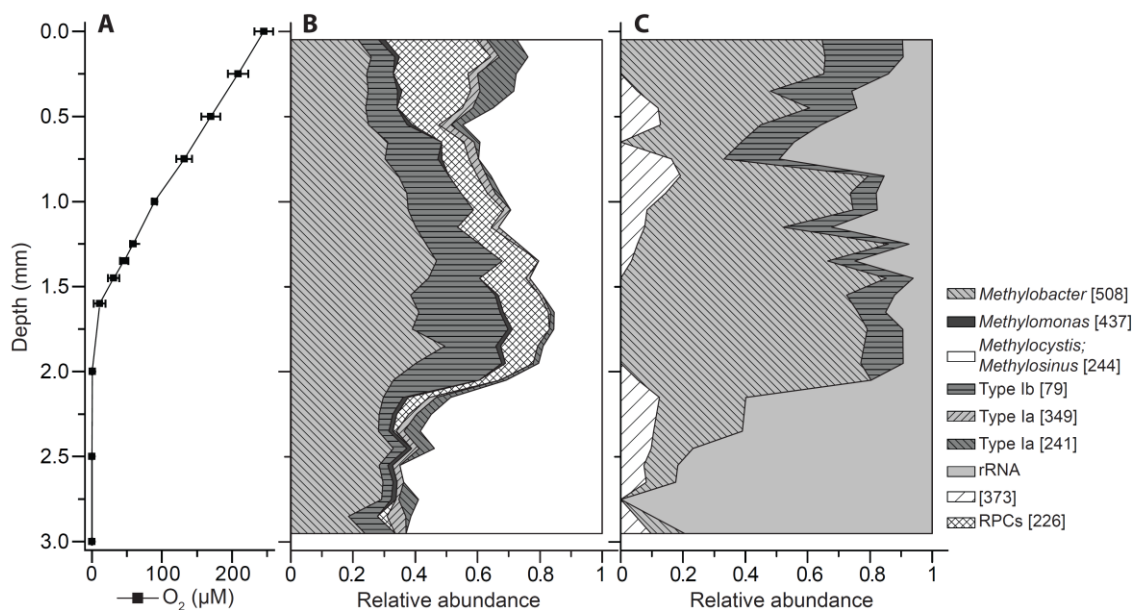 A
B
C
0.0
0.5
1.0
1.5
2.0
2.5
3.0
Depth (mm)
0 100 200
O₂ (µM)
0 0.2 0.4 0.6 0.8 1
Relative abundance
0 0.2 0.4 0.6 0.8 1
Relative abundance
Methylobacter [508]
Methylomonas [437]
Methylocystis;
Methylosinus [244]
Type Ib [79]
Type Ia [349]
Type Ia [241]
rRNA
[373]
RPCs [226]